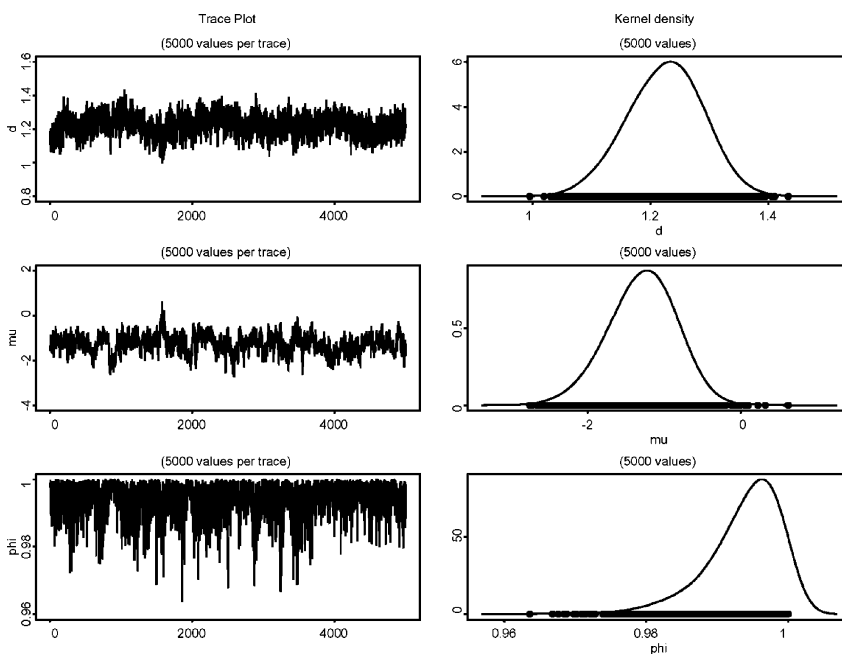 Trace Plot
Kernel density
(5000 values per trace)
(5000 values)
d
0.8
1
1.2
1.4
1.6
0
2000
4000
0
2
4
6
1
1.2
1.4
d
(5000 values per trace)
(5000 values)
mu
-4
-2
0
2
0
2000
4000
0
0.5
-2
0
mu
(5000 values per trace)
(5000 values)
phi
0.96
0.98
1
0
2000
4000
0
50
0.96
0.98
1
phi